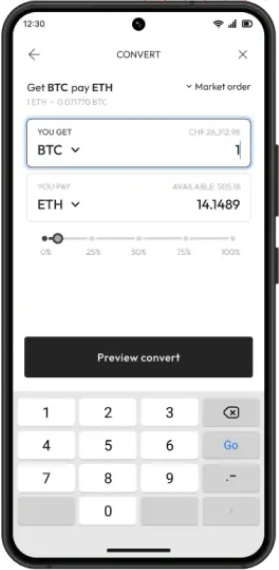 12:30
CONVERT
Get BTC pay ETH
Market order
1 ETH ~ 0.071770 BTC
YOU GET
CHF 26,312.98
BTC
1
YOU PAY
AVAILABLE: 505.18
ETH
14.1489
0% 25% 50% 75% 100%
Preview convert
1 2 3
4 5 6 Go
7 8 9 .-
0 ,